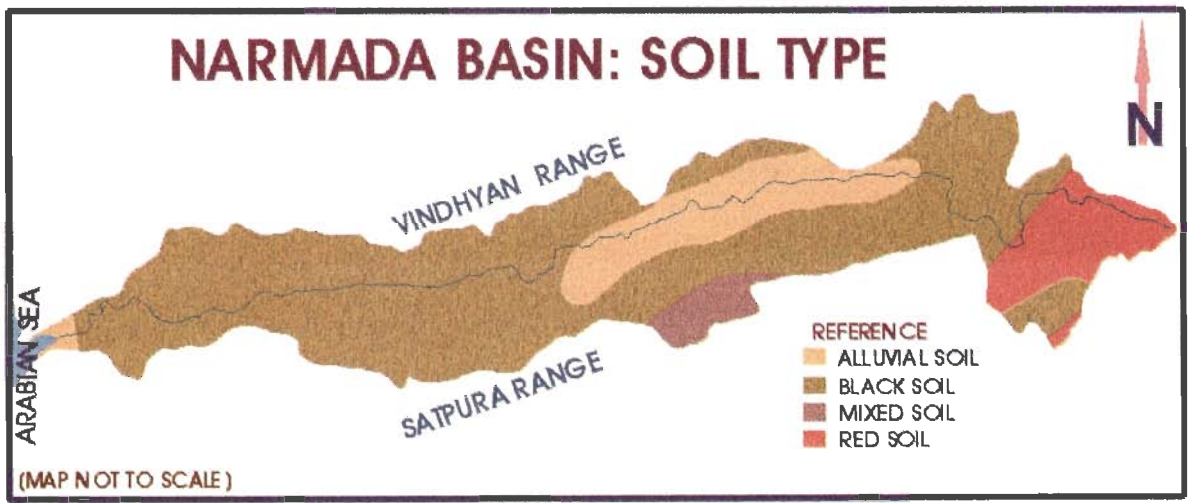 NARMADA BASIN: SOIL TYPE
N
VINDHYAN RANGE
ARABIAN SEA
SATPURA RANGE
REFERENCE
ALLUVIAL SOIL
BLACK SOIL
MIXED SOIL
RED SOIL
(MAP NOT TO SCALE)